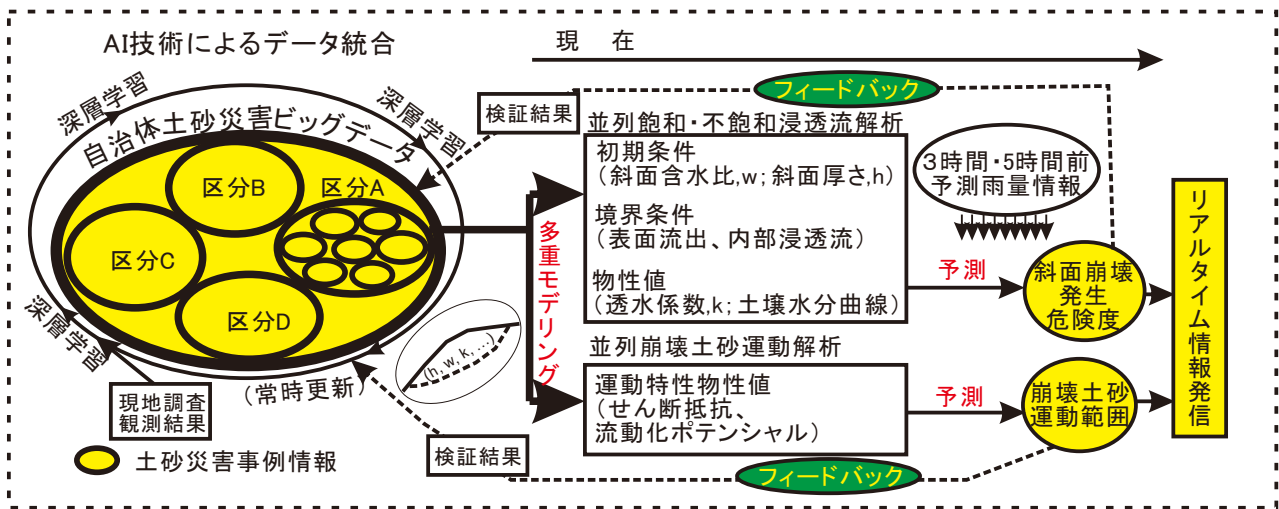 AI技術によるデータ統合
現 在
深層学習
深層学習
自治体土砂災害ビッグデータ
検証結果
フィードバック
区分B
区分A
区分C
区分D
深層学習
(常時更新)
現地調査
観測結果
土砂災害事例情報
(h, w, k, …)
多重モデリング
並列飽和・不飽和浸透流解析
初期条件
(斜面含水比,w; 斜面厚さ,h)
境界条件
(表面流出、内部浸透流)
物性値
(透水係数,k; 土壌水分曲線)
3時間・5時間前
予測雨量情報
予測
斜面崩壊
発生
危険度
並列崩壊土砂運動解析
運動特性物性値
(せん断抵抗、
流動化ポテンシャル)
予測
崩壊土砂
運動範囲
リアルタイム情報発信
検証結果
フィードバック